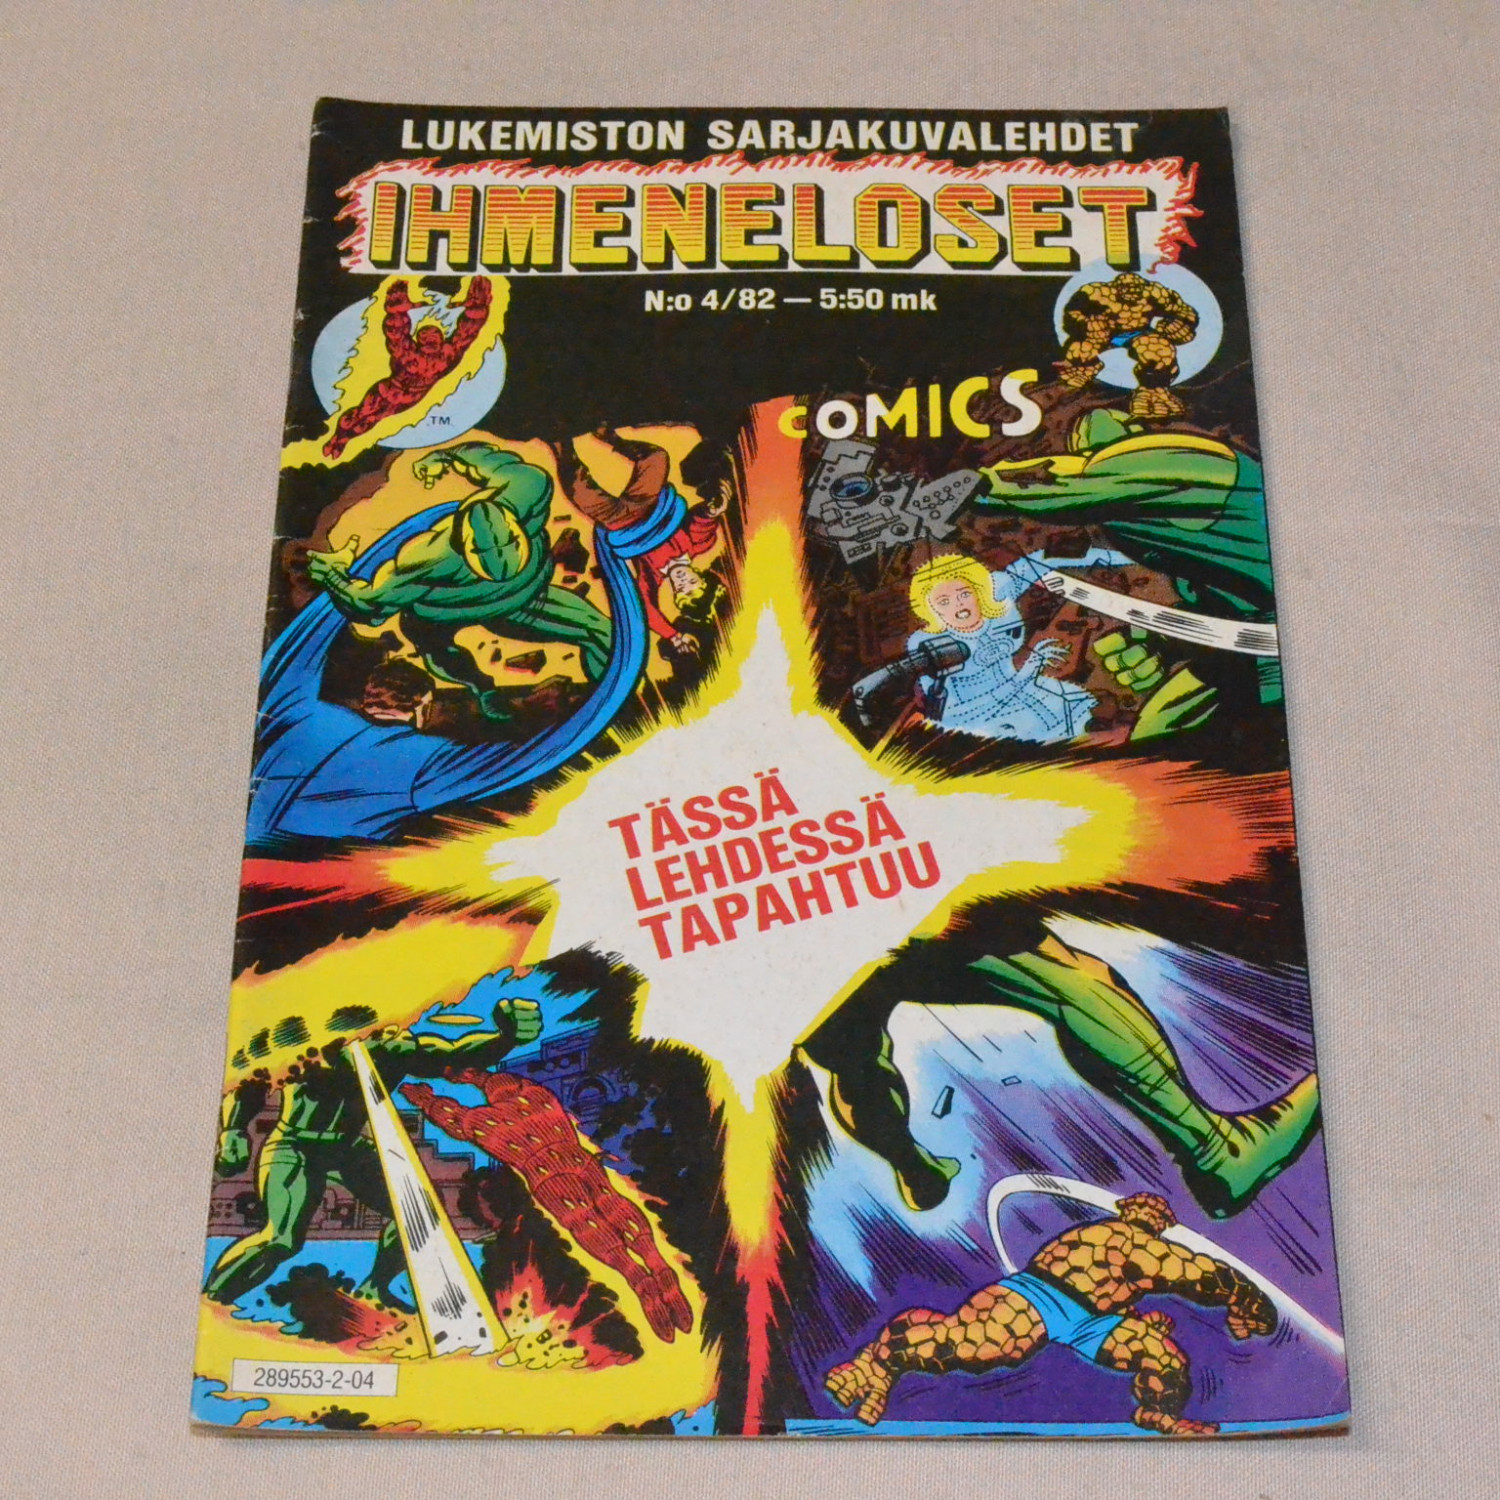 LUKEMISTON SARJAKUVALEHDET
IHMENELOSET
N:o 4/82 — 5:50 mk
TM
COMICS
TÄSSÄ
LEHDESSÄ
TAPAHTUU
289553-2-04